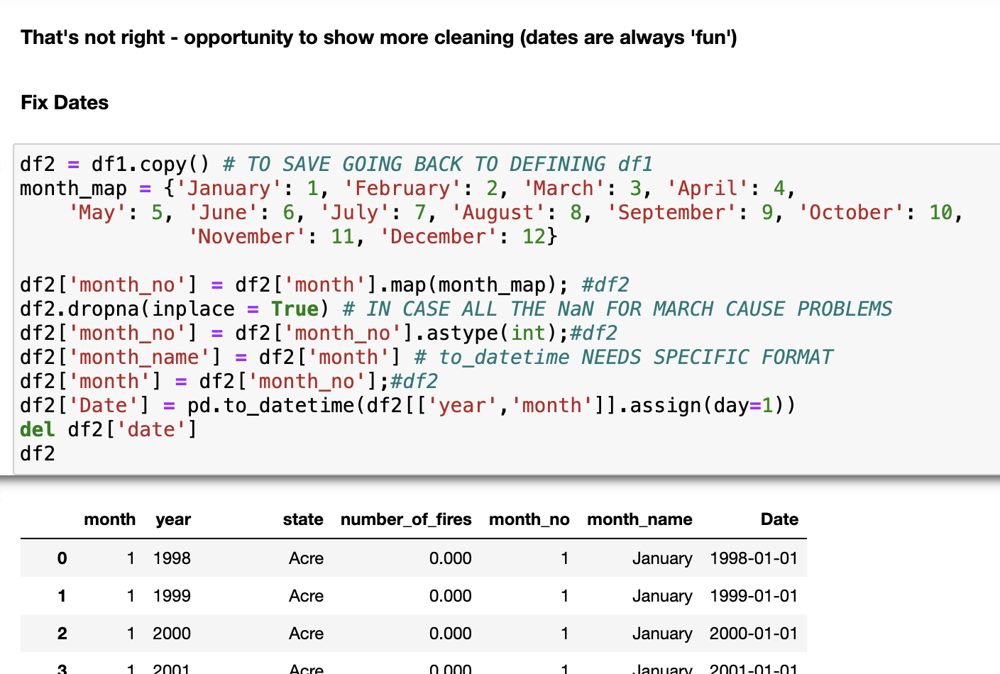 That's not right - opportunity to show more cleaning (dates are always 'fun')
Fix Dates
df2 = df1.copy() # TO SAVE GOING BACK TO DEFINING df1
month_map = {'January': 1, 'February': 2, 'March': 3, 'April': 4,
'May': 5, 'June': 6, 'July': 7, 'August': 8, 'September': 9, 'October': 10,
'November': 11, 'December': 12}
df2['month_no'] = df2['month'].map(month_map); #df2
df2.dropna(inplace = True) # IN CASE ALL THE NaN FOR MARCH CAUSE PROBLEMS
df2['month_no'] = df2['month_no'].astype(int);#df2
df2['month_name'] = df2['month'] # to_datetime NEEDS SPECIFIC FORMAT
df2['month'] = df2['month_no'];#df2
df2['Date'] = pd.to_datetime(df2[['year','month']].assign(day=1))
del df2['date']
df2
month year state number_of_fires month_no month_name Date
0 1 1998 Acre 0.000 1 January 1998-01-01
1 1 1999 Acre 0.000 1 January 1999-01-01
2 1 2000 Acre 0.000 1 January 2000-01-01
3 1 2001 Acre 0.000 1 January 2001-01-01